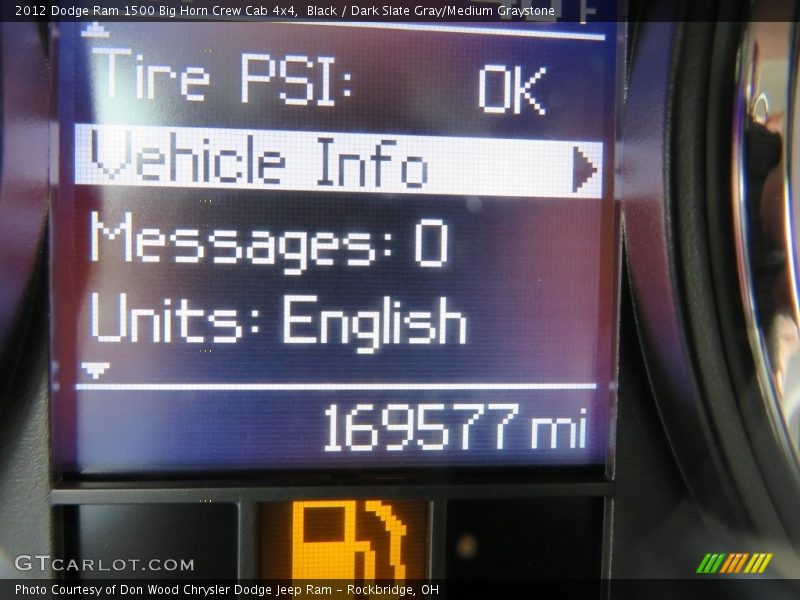 2012 Dodge Ram 1500 Big Horn Crew Cab 4x4, Black / Dark Slate Gray/Medium Graystone
Tire PSI: OK
Vehicle Info
Messages: 0
Units: English
169577 mi
GTCARLOT.COM
Photo Courtesy of Don Wood Chrysler Dodge Jeep Ram - Rockbridge, OH